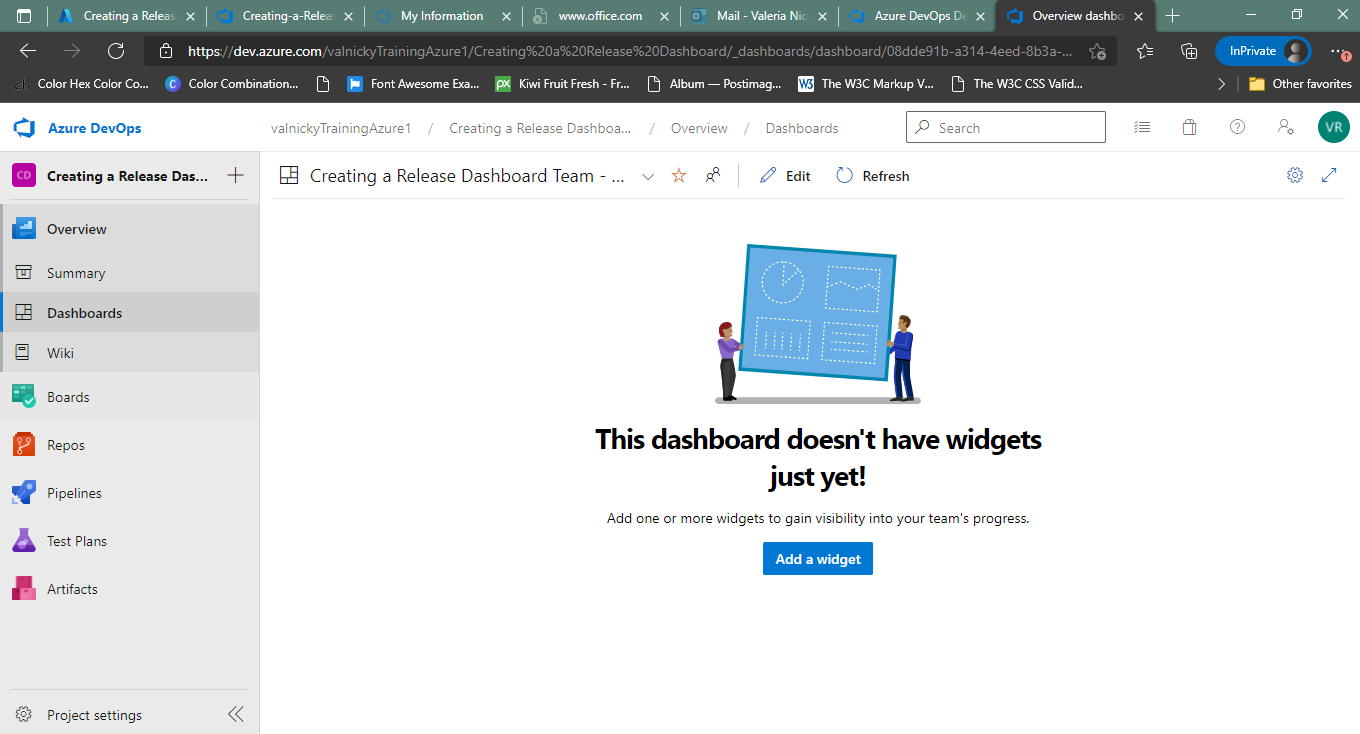 Creating a Releas
Creating-a-Releas
My Information
www.office.com
Mail - Valeria Nic
Azure DevOps De
Overview dashbo
https://dev.azure.com/valnickyTrainingAzure1/Creating%20a%20Release%20Dashboard/_dashboards/dashboard/08dde91b-a314-4eed-8b3a-...
InPrivate
ch Color Hex Color Co...
Color Combination...
Font Awesome Exa...
px Kiwi Fruit Fresh - Fr...
Album — Postimag...
W3 The W3C Markup V...
The W3C CSS Valid...
Other favorites
Azure DevOps
valnickyTrainingAzure1 / Creating a Release Dashboa... / Overview / Dashboards
Search
VR
CD Creating a Release Das...
Creating a Release Dashboard Team - ...
Edit
Refresh
Overview
Summary
Dashboards
Wiki
Boards
Repos
Pipelines
Test Plans
Artifacts
Project settings
This dashboard doesn't have widgets
just yet!
Add one or more widgets to gain visibility into your team's progress.
Add a widget